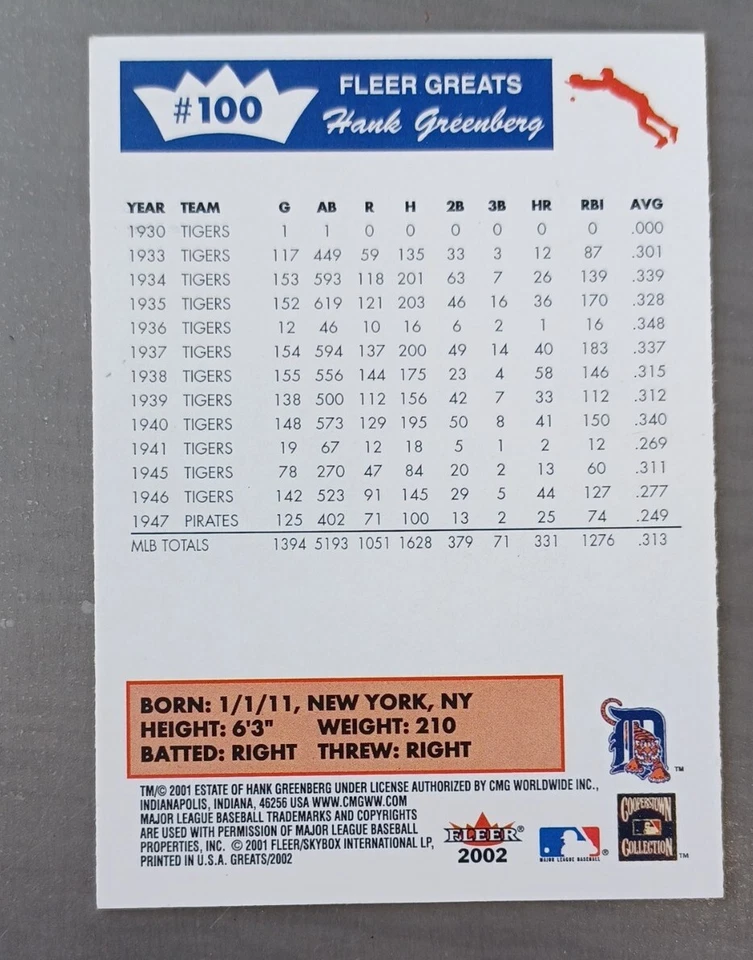 #100
FLEER GREATS
Hank Greenberg
YEAR TEAM G AB R H 2B 3B HR RBI AVG
1930 TIGERS 1 1 0 0 0 0 0 0 .000
1933 TIGERS 117 449 59 135 33 3 12 87 .301
1934 TIGERS 153 593 118 201 63 7 26 139 .339
1935 TIGERS 152 619 121 203 46 16 36 170 .328
1936 TIGERS 12 46 10 16 6 2 1 16 .348
1937 TIGERS 154 594 137 200 49 14 40 183 .337
1938 TIGERS 155 556 144 175 23 4 58 146 .315
1939 TIGERS 138 500 112 156 42 7 33 112 .312
1940 TIGERS 148 573 129 195 50 8 41 150 .340
1941 TIGERS 19 67 12 18 5 1 2 12 .269
1945 TIGERS 78 270 47 84 20 2 13 60 .311
1946 TIGERS 142 523 91 145 29 5 44 127 .277
1947 PIRATES 125 402 71 100 13 2 25 74 .249
MLB TOTALS 1394 5193 1051 1628 379 71 331 1276 .313
BORN: 1/1/11, NEW YORK, NY
HEIGHT: 6'3" WEIGHT: 210
BATTED: RIGHT THREW: RIGHT
D TM
TM/© 2001 ESTATE OF HANK GREENBERG UNDER LICENSE AUTHORIZED BY CMG WORLDWIDE INC.,
INDIANAPOLIS, INDIANA, 46256 USA WWW.CMGWW.COM
MAJOR LEAGUE BASEBALL TRADEMARKS AND COPYRIGHTS
ARE USED WITH PERMISSION OF MAJOR LEAGUE BASEBALL
PROPERTIES, INC. © 2001 FLEER/SKYBOX INTERNATIONAL LP,
PRINTED IN U.S.A. GREATS/2002
FLEER®
2002
MAJOR LEAGUE BASEBALL ®
COOPERSTOWN
COLLECTION TM